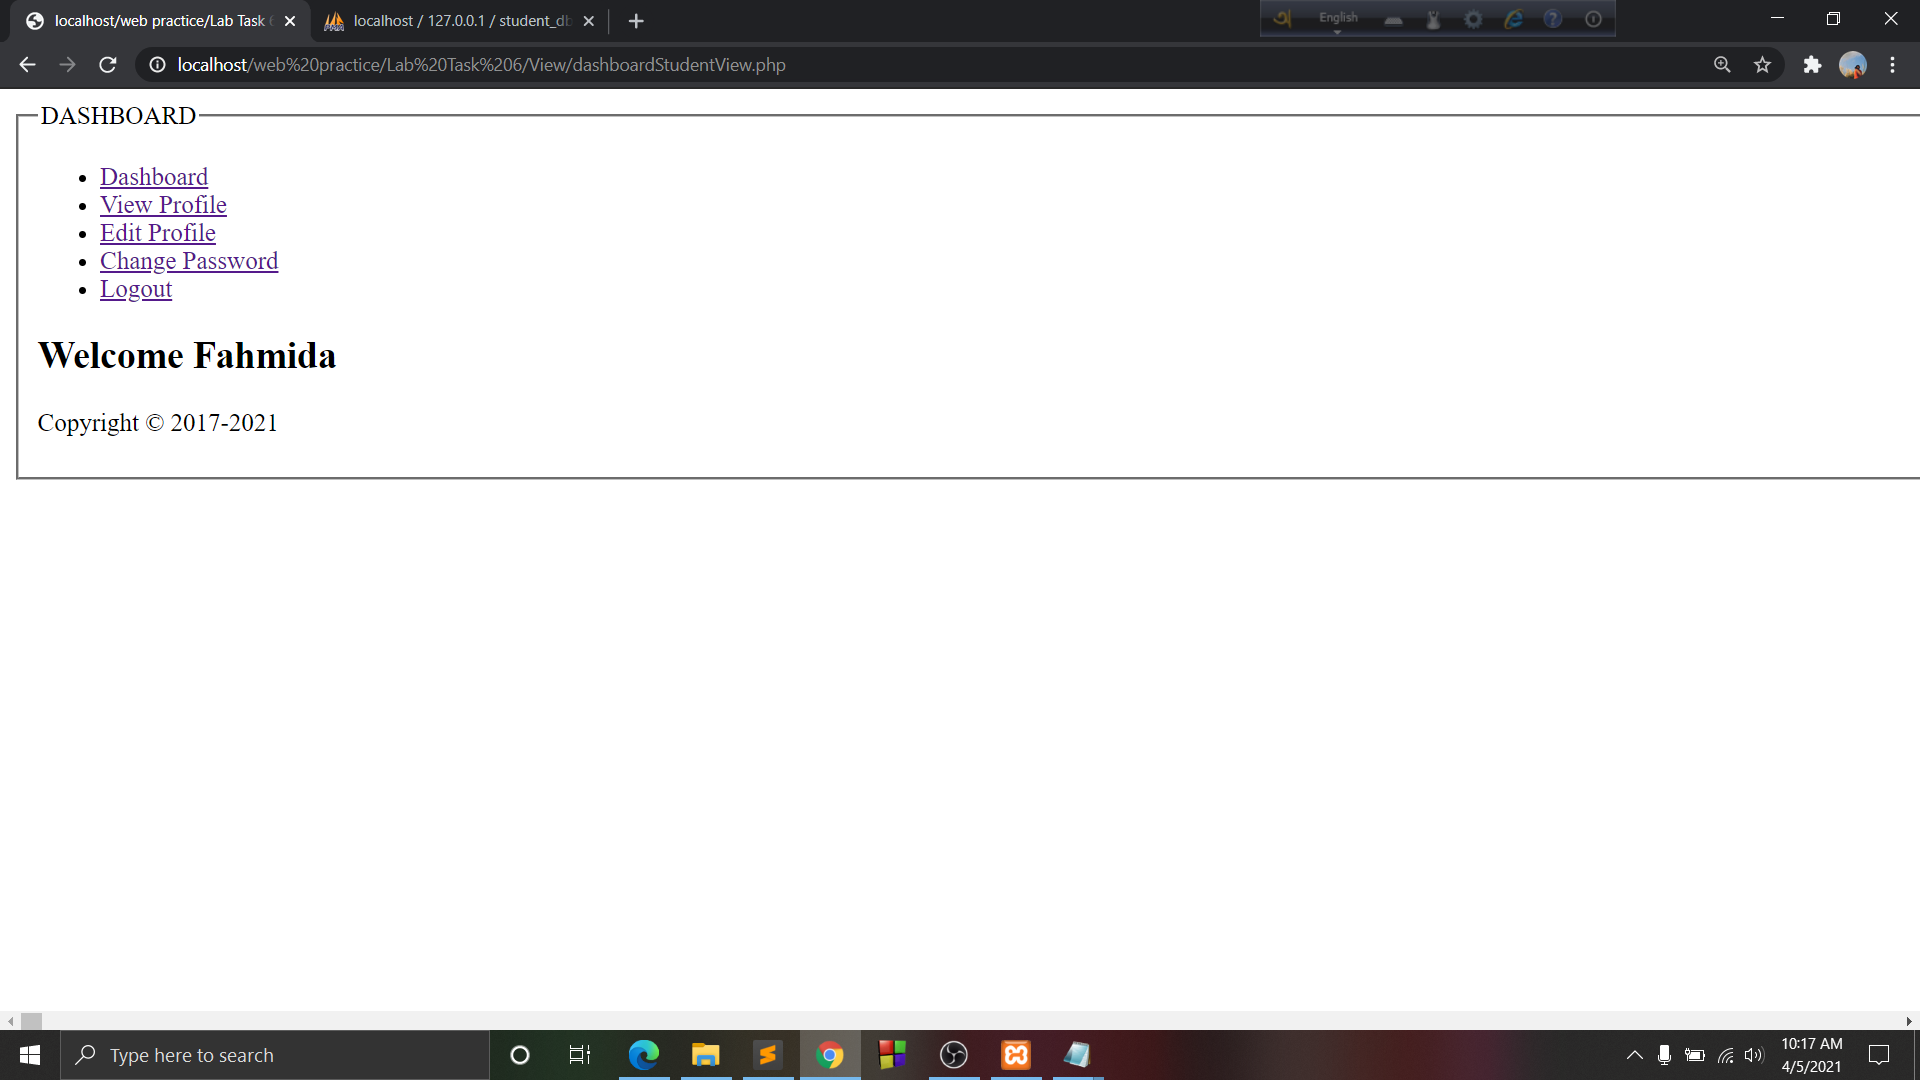 localhost/web practice/Lab Task 6
localhost / 127.0.0.1 / student_db
অ
English
localhost/web%20practice/Lab%20Task%206/View/dashboardStudentView.php
DASHBOARD
Dashboard
View Profile
Edit Profile
Change Password
Logout
Welcome Fahmida
Copyright © 2017-2021
Type here to search
10:17 AM
4/5/2021